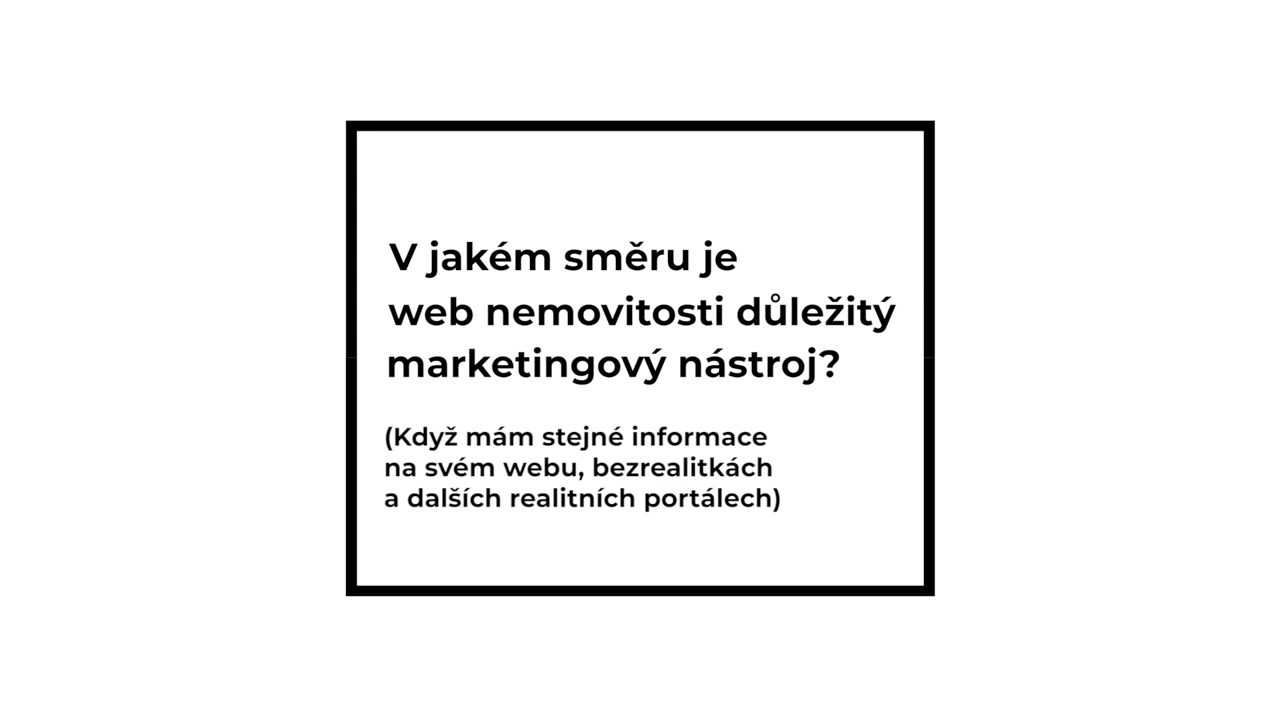 V jakém směru je
web nemovitosti důležitý
marketingový nástroj?
(Když mám stejné informace
na svém webu, bezrealitkách
a dalších realitních portálech)